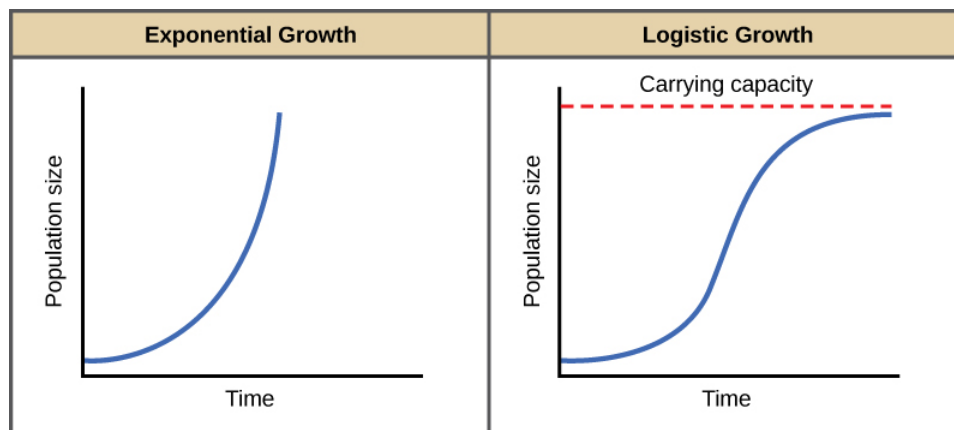 Exponential Growth
Logistic Growth
Population size
Time
Carrying capacity
Population size
Time